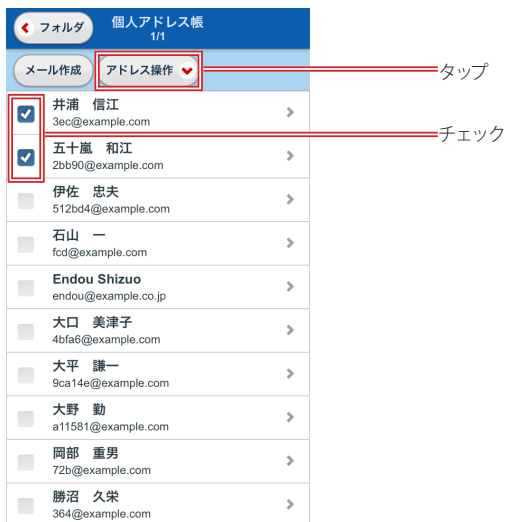 フォルダ
個人アドレス帳
1/1
メール作成
アドレス操作
タップ
チェック
井浦　信江
3ec@example.com
五十嵐　和江
2bb90@example.com
伊佐　忠夫
512bd4@example.com
石山　一
fcd@example.com
Endou Shizuo
endou@example.co.jp
大口　美津子
4bfa6@example.com
大平　謙一
9ca14e@example.com
大野　勤
a11581@example.com
岡部　重男
72b@example.com
勝沼　久栄
364@example.com